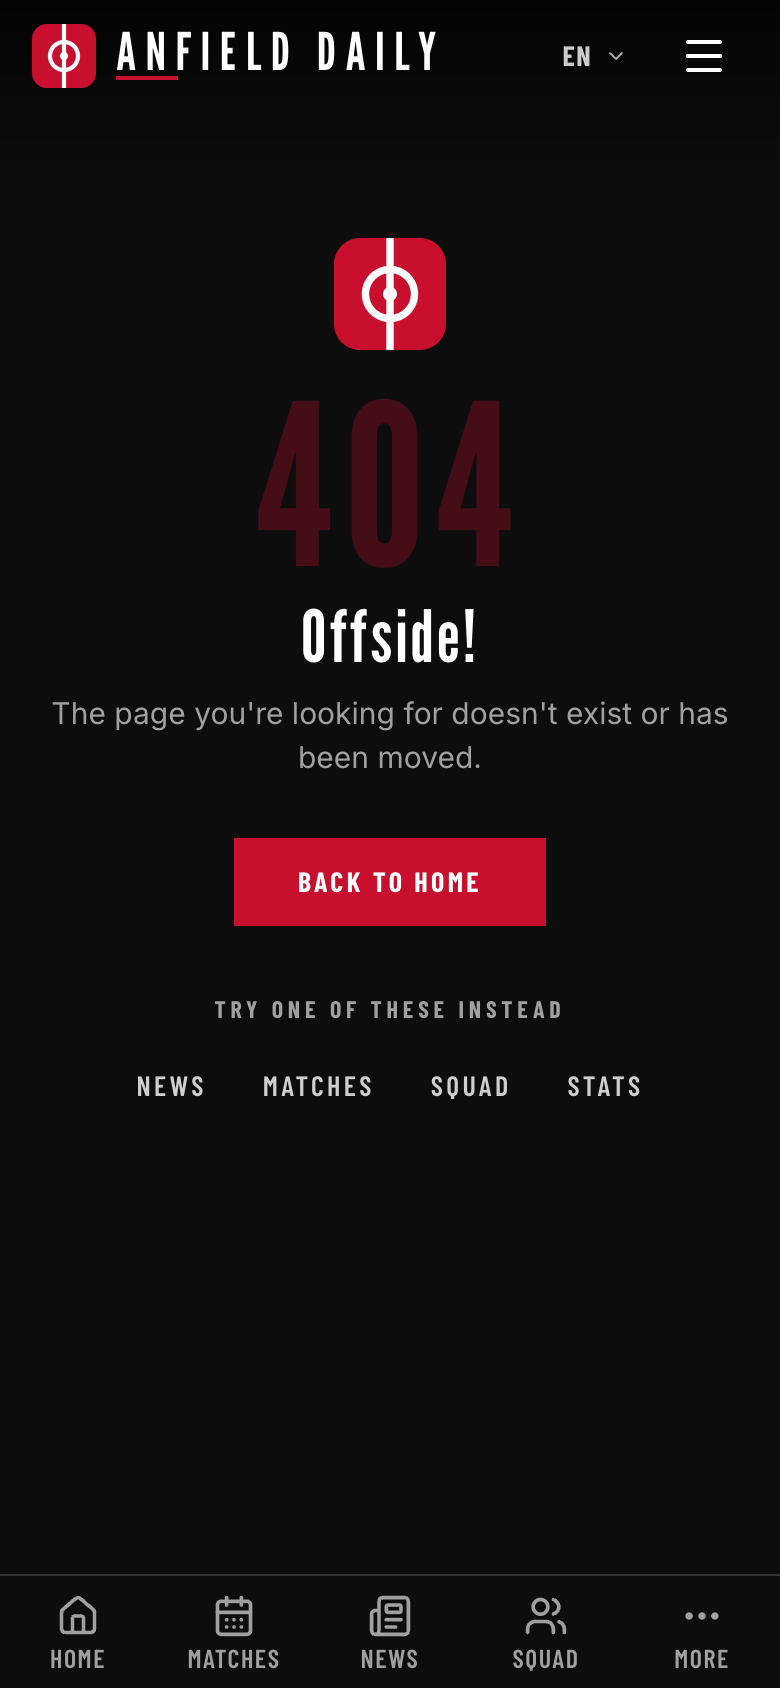 ANFIELD DAILY
EN
404
Offside!
The page you're looking for doesn't exist or has
been moved.
BACK TO HOME
TRY ONE OF THESE INSTEAD
NEWS MATCHES SQUAD STATS
HOME MATCHES NEWS SQUAD MORE